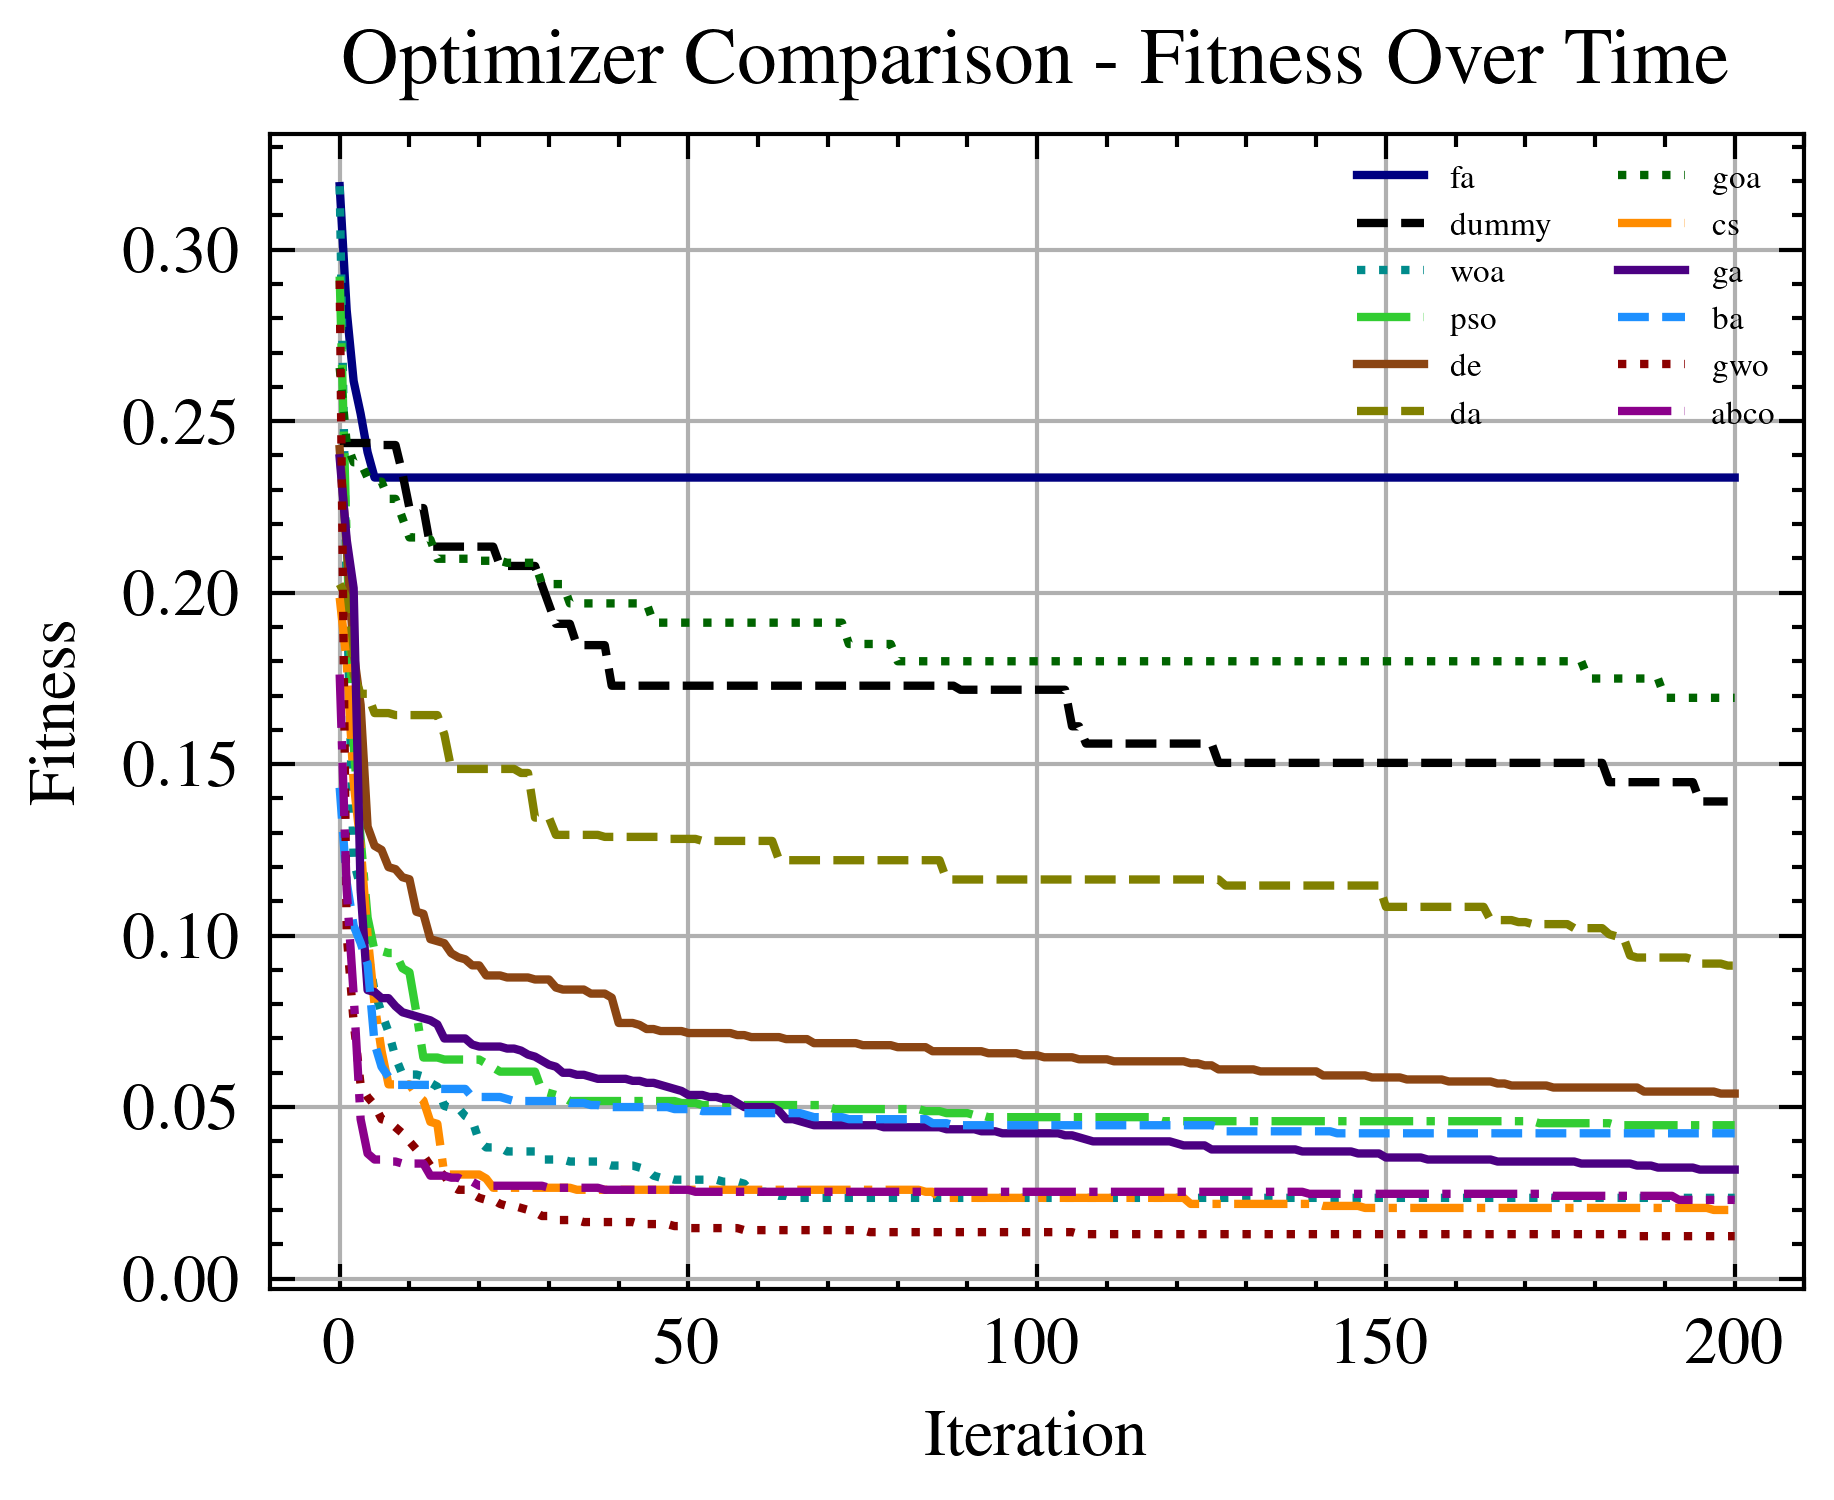 Optimizer Comparison - Fitness Over Time
fa
dummy
woa
pso
de
da
goa
cs
ga
ba
gwo
abco
0.30
0.25
0.20
0.15
0.10
0.05
0.00
Fitness
0 50 100 150 200
Iteration